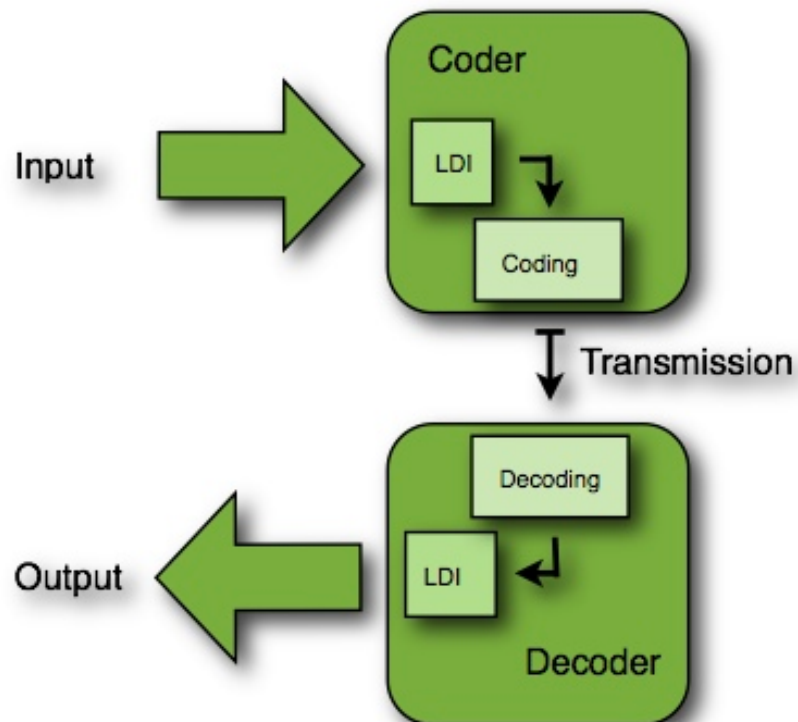 Coder
Input
LDI
Coding
Transmission
Decoding
Output
LDI
Decoder